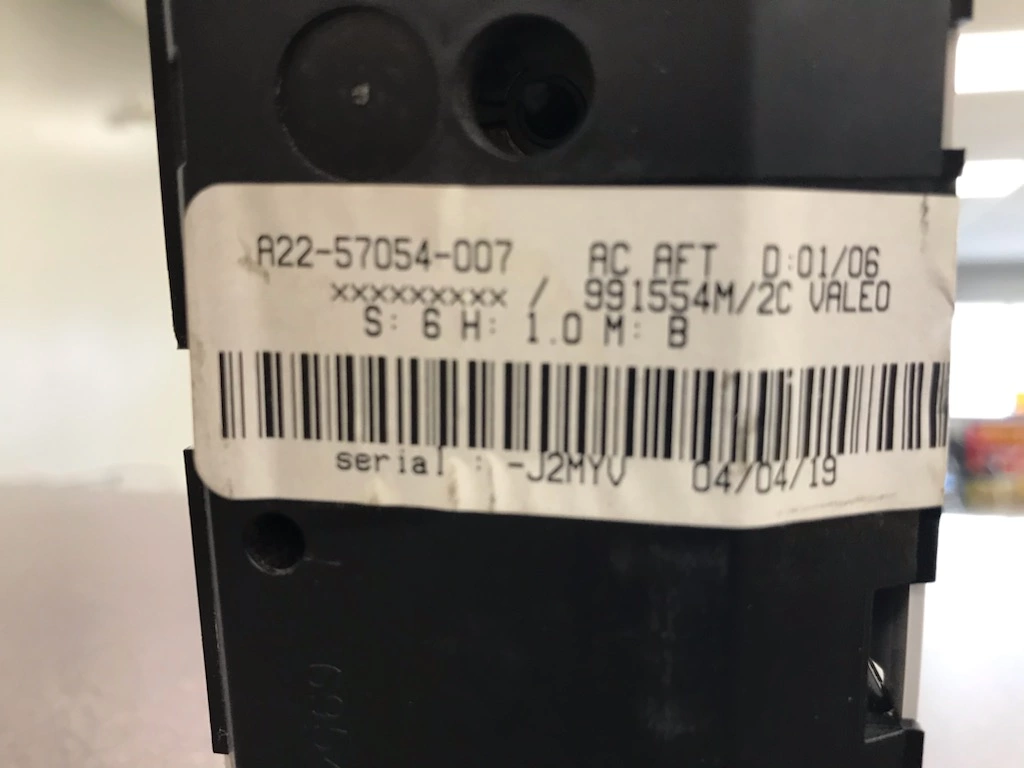 A22-57054-007 AC AFT D:01/06
xxxxxxxxx / 991554M/2C VALEO
S: 6 H: 1.0 M: B
serial : -J2MYV 04/04/19